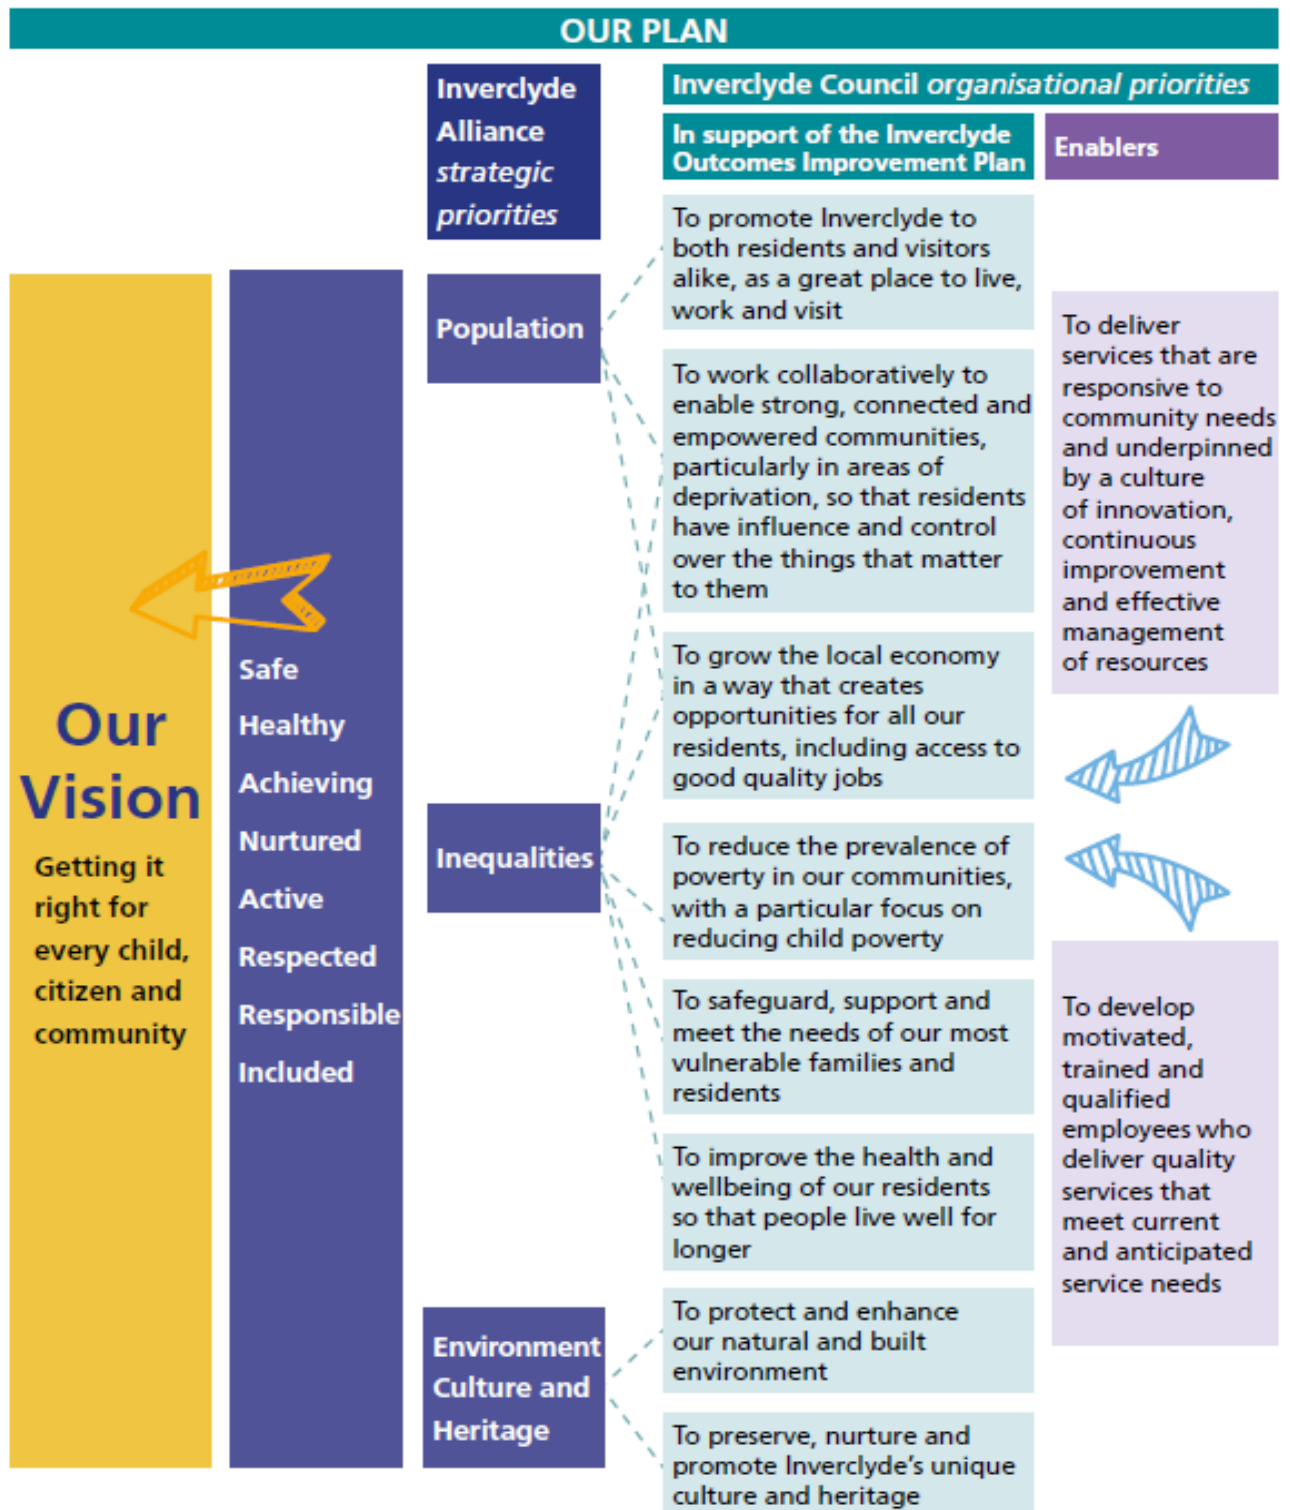 OUR PLAN
Inverclyde
Alliance
strategic
priorities
Inverclyde Council organisational priorities
In support of the Inverclyde
Outcomes Improvement Plan
Enablers
Our
Vision
Getting it
right for
every child,
citizen and
community
Safe
Healthy
Achieving
Nurtured
Active
Respected
Responsible
Included
Population
Inequalities
Environment
Culture and
Heritage
To promote Inverclyde to
both residents and visitors
alike, as a great place to live,
work and visit
To work collaboratively to
enable strong, connected and
empowered communities,
particularly in areas of
deprivation, so that residents
have influence and control
over the things that matter
to them
To grow the local economy
in a way that creates
opportunities for all our
residents, including access to
good quality jobs
To reduce the prevalence of
poverty in our communities,
with a particular focus on
reducing child poverty
To safeguard, support and
meet the needs of our most
vulnerable families and
residents
To improve the health and
wellbeing of our residents
so that people live well for
longer
To protect and enhance
our natural and built
environment
To preserve, nurture and
promote Inverclyde's unique
culture and heritage
To deliver
services that are
responsive to
community needs
and underpinned
by a culture
of innovation,
continuous
improvement
and effective
management
of resources
To develop
motivated,
trained and
qualified
employees who
deliver quality
services that
meet current
and anticipated
service needs